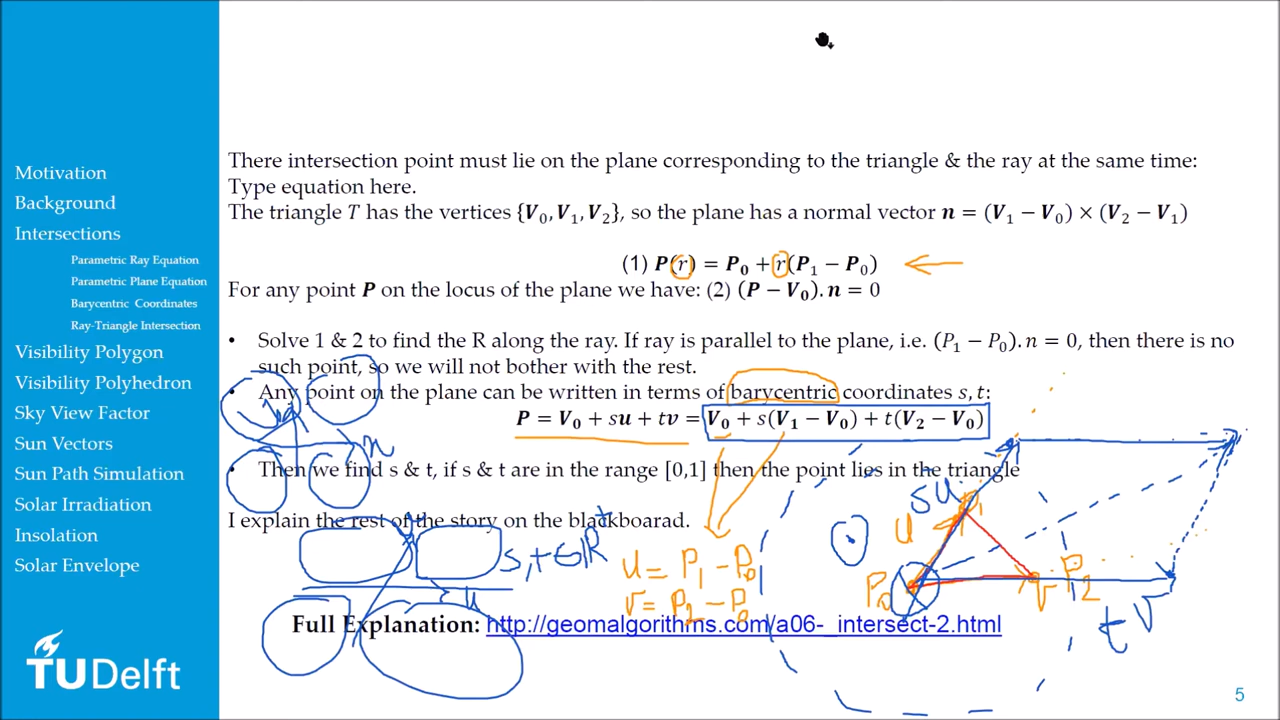 Motivation
Background
Intersections
Parametric Ray Equation
Parametric Plane Equation
Barycentric Coordinates
Ray-Triangle Intersection
Visibility Polygon
Visibility Polyhedron
Sky View Factor
Sun Vectors
Sun Path Simulation
Solar Irradiation
Insolation
Solar Envelope
TUDelft
There intersection point must lie on the plane corresponding to the triangle & the ray at the same time:
Type equation here.
The triangle T has the vertices {V₀, V₁, V₂}, so the plane has a normal vector n = (V₁ − V₀) × (V₂ − V₁)
(1) P(r) = P₀ + r(P₁ − P₀)
For any point P on the locus of the plane we have: (2) (P − V₀). n = 0
• Solve 1 & 2 to find the R along the ray. If ray is parallel to the plane, i.e. (P₁ − P₀). n = 0, then there is no
such point, so we will not bother with the rest.
• Any point on the plane can be written in terms of barycentric coordinates s, t:
P = V₀ + su + tv = V₀ + s(V₁ − V₀) + t(V₂ − V₀)
• Then we find s & t, if s & t are in the range [0,1] then the point lies in the triangle
I explain the rest of the story on the blackboarad.
s, t ∈ ℝ⁺
u = P₁ − P₀
v = P₂ − P₀
Full Explanation: http://geomalgorithms.com/a06-_intersect-2.html
su
u
P₀
v P₂
tv
5